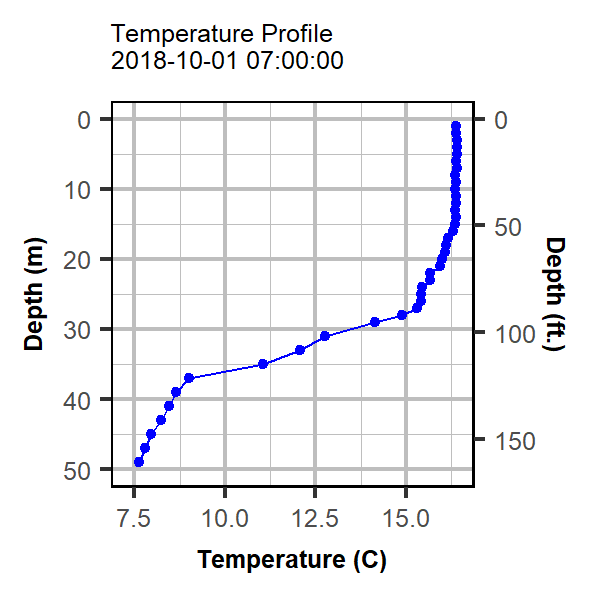 Temperature Profile
2018-10-01 07:00:00
0
10
20
30
40
50
Depth (m)
0
50
100
150
Depth (ft.)
7.5 10.0 12.5 15.0
Temperature (C)